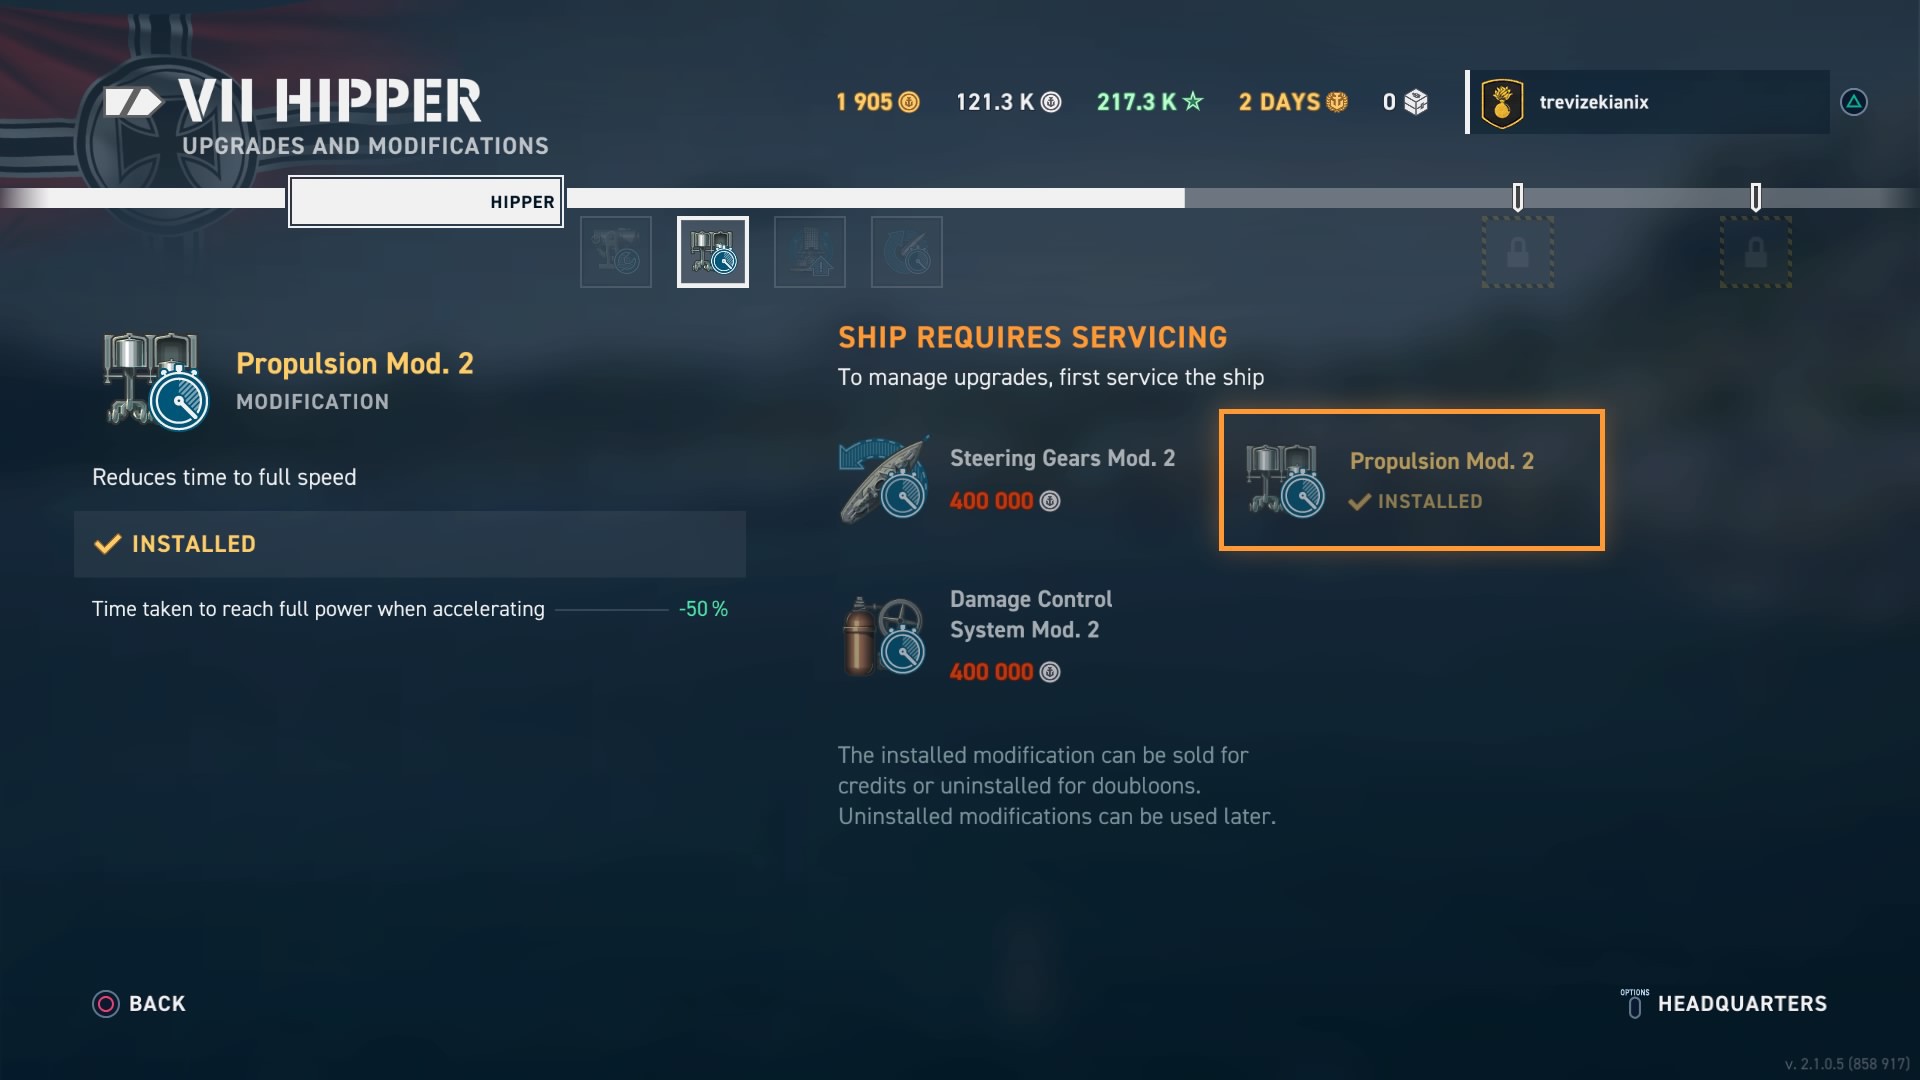 VII HIPPER
UPGRADES AND MODIFICATIONS
1 905
121.3 K
217.3 K
2 DAYS
0
trevizekianix
HIPPER
Propulsion Mod. 2
MODIFICATION
Reduces time to full speed
INSTALLED
Time taken to reach full power when accelerating -50 %
SHIP REQUIRES SERVICING
To manage upgrades, first service the ship
Steering Gears Mod. 2
400 000
Propulsion Mod. 2
INSTALLED
Damage Control
System Mod. 2
400 000
The installed modification can be sold for
credits or uninstalled for doubloons.
Uninstalled modifications can be used later.
BACK
OPTIONS
HEADQUARTERS
v. 2.1.0.5 (858 917)